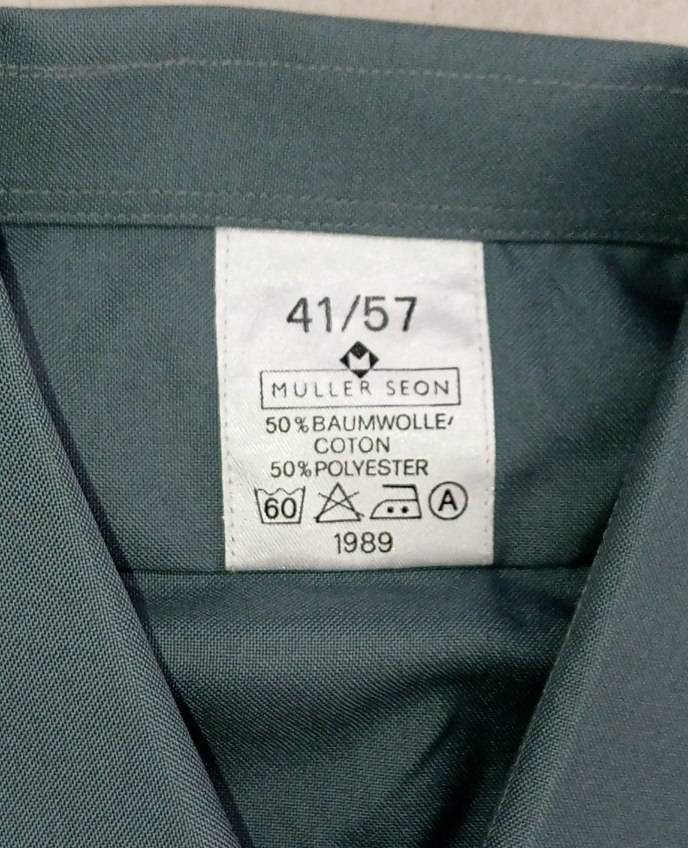 41/57
M
MULLER SEON
50%BAUMWOLLE/
COTON
50%POLYESTER
60 A
1989